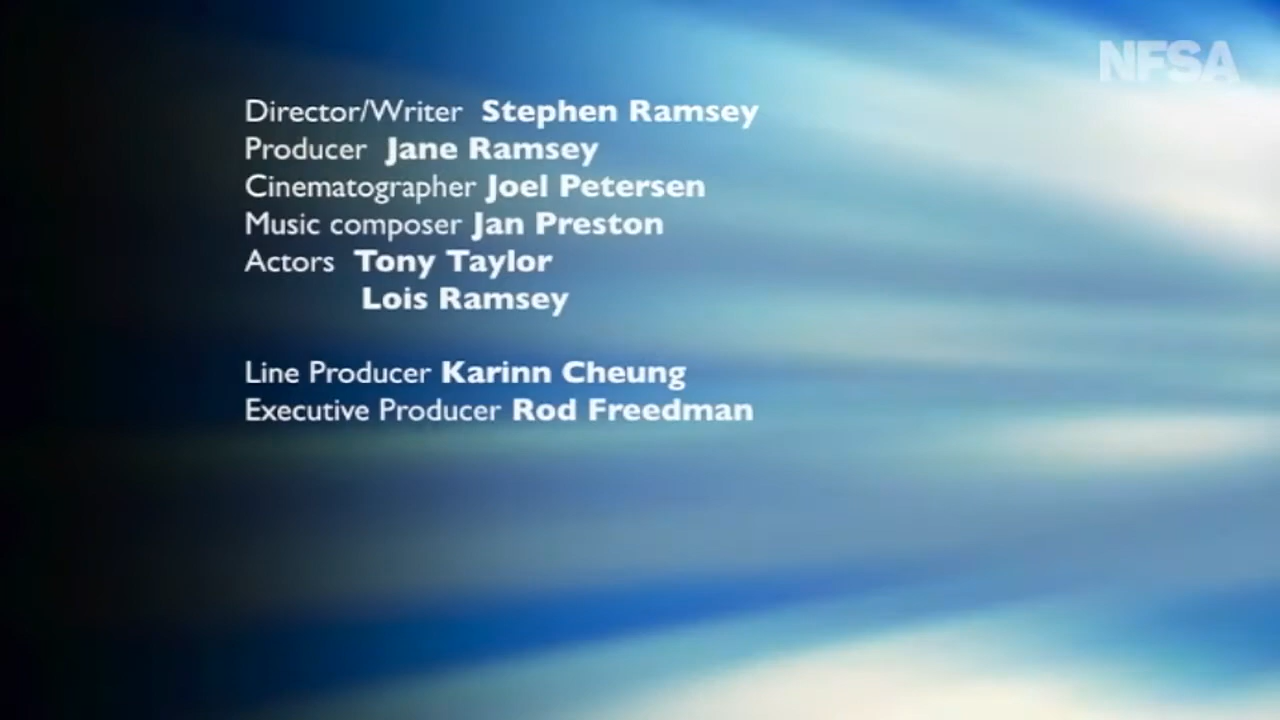 NFSA
Director/Writer Stephen Ramsey
Producer Jane Ramsey
Cinematographer Joel Petersen
Music composer Jan Preston
Actors Tony Taylor
Lois Ramsey
Line Producer Karinn Cheung
Executive Producer Rod Freedman